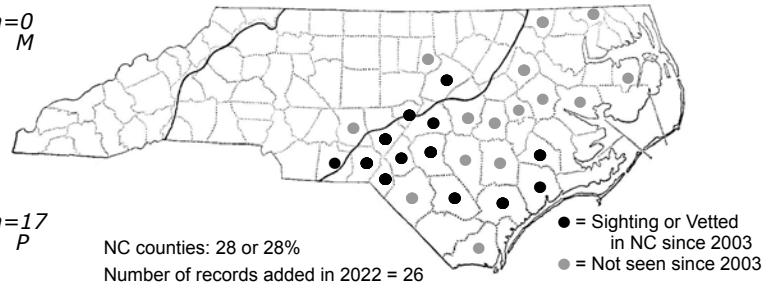 =0
M
=17
P
NC counties: 28 or 28%
Number of records added in 2022 = 26
● = Sighting or Vetted
in NC since 2003
● = Not seen since 2003